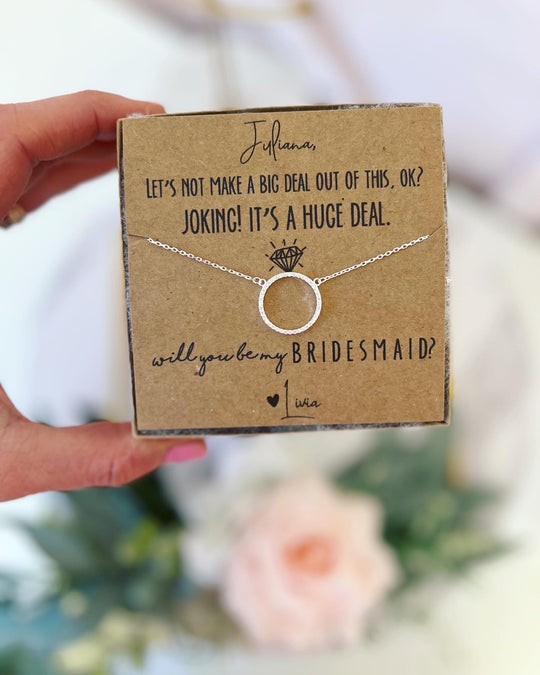 Juliana,
LET'S NOT MAKE A BIG DEAL OUT OF THIS, OK?
JOKING! IT'S A HUGE DEAL.
will you be my BRIDESMAID?
♥ Livia